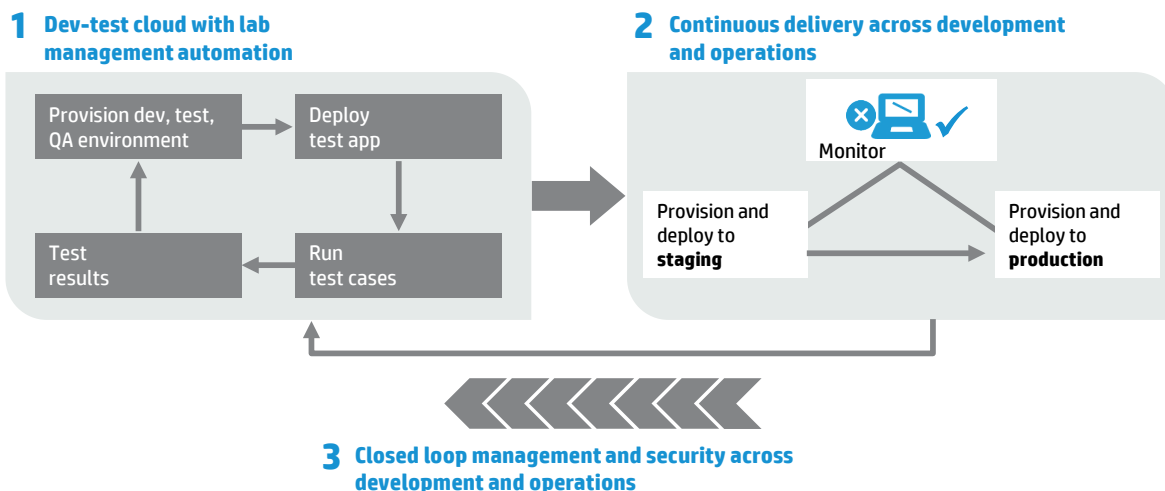 1 Dev-test cloud with lab
management automation
Provision dev, test,
QA environment
Deploy
test app
Test
results
Run
test cases
2 Continuous delivery across development
and operations
Monitor
Provision and
deploy to
staging
Provision and
deploy to
production
3 Closed loop management and security across
development and operations